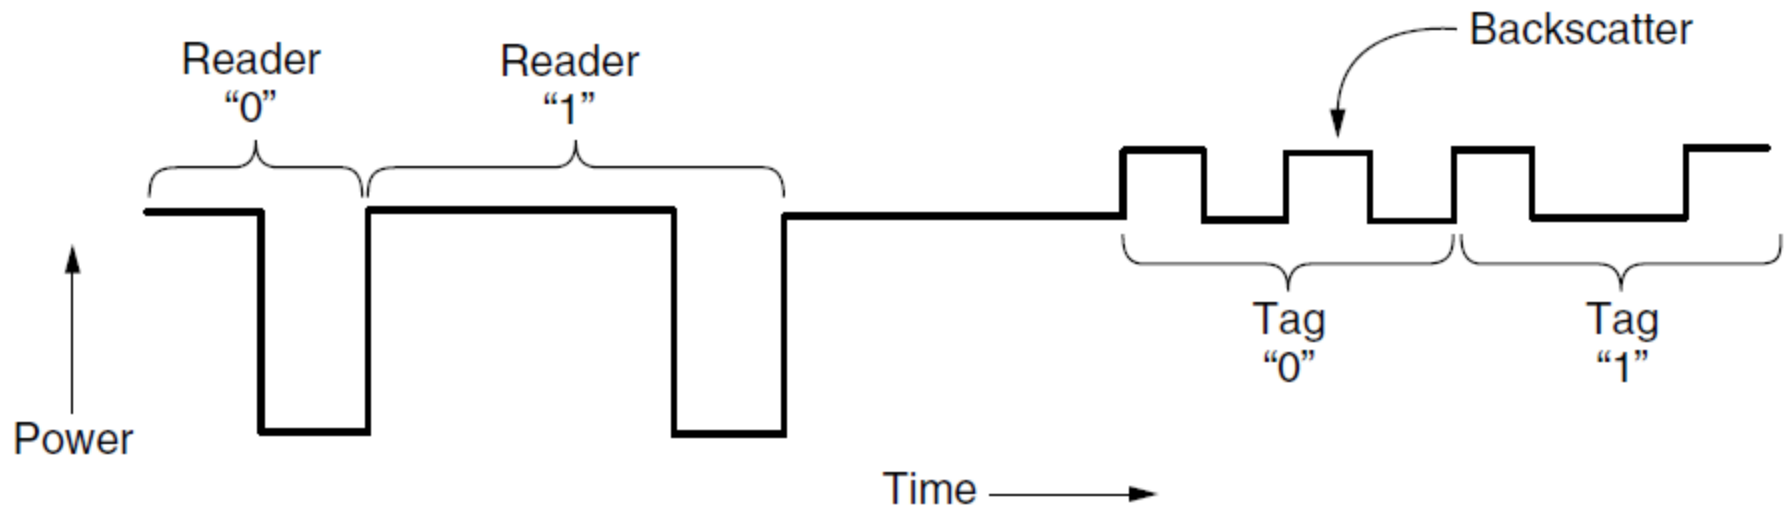 Backscatter
Reader
“0”
Reader
“1”
Tag
“0”
Tag
“1”
Power
Time